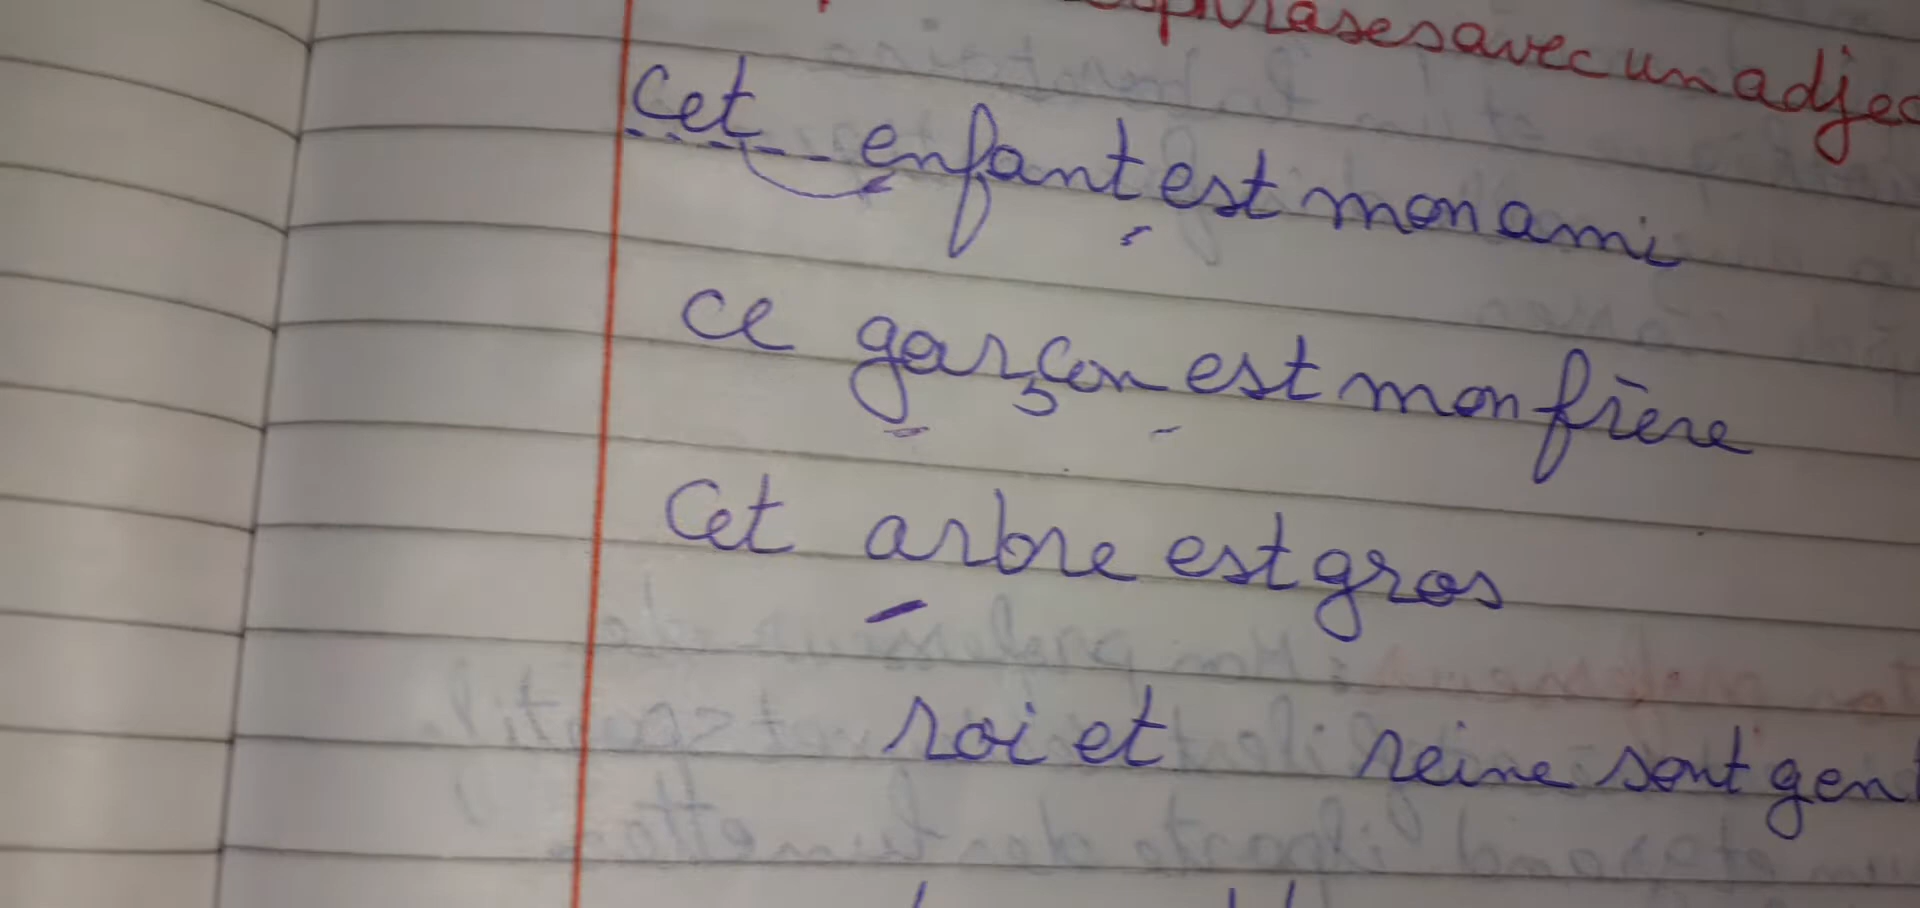 phrases avec un adjec
cet enfant est mon ami
ce garçon est mon frère
Cet arbre est gros
roi et reine sont gent